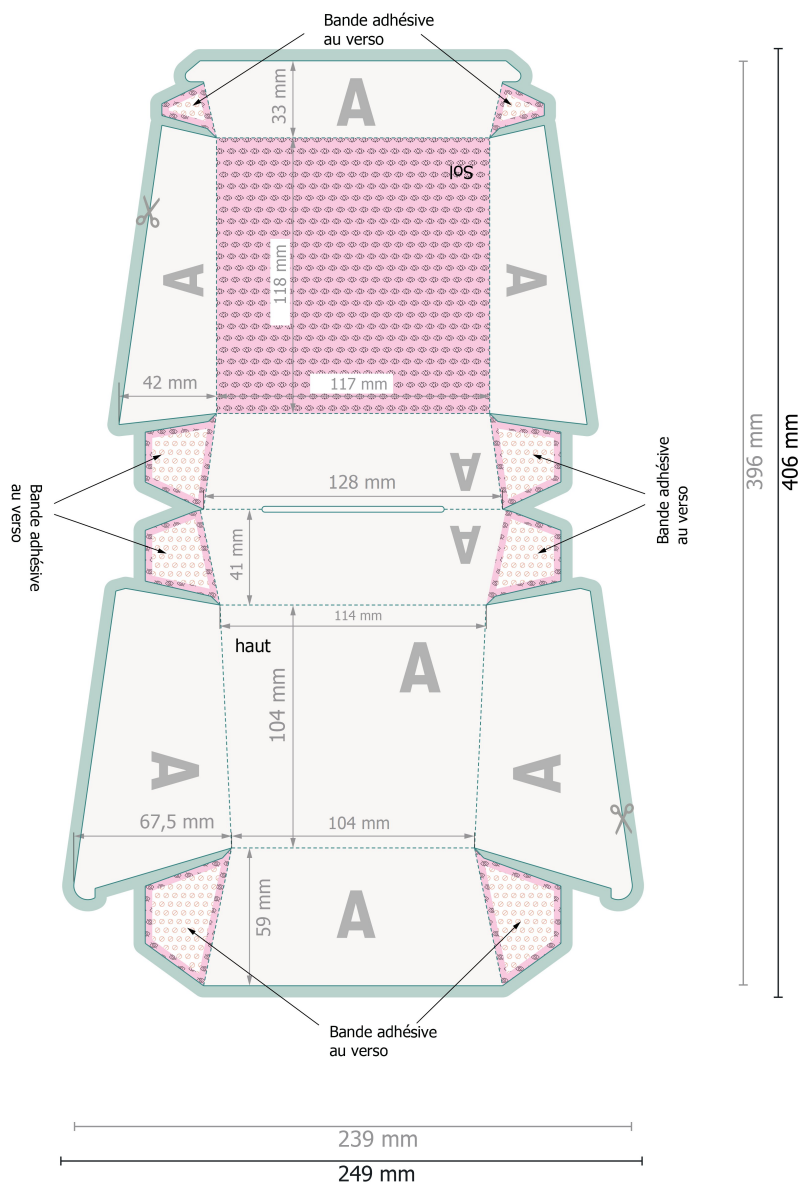 Bande adhésive
au verso
33 mm
A
Sol
A
118 mm
A
42 mm
117 mm
396 mm
406 mm
A
128 mm
Bande adhésive
au verso
Bande adhésive
au verso
41 mm
A
114 mm
haut
A
104 mm
A
A
67,5 mm
104 mm
59 mm
A
Bande adhésive
au verso
239 mm
249 mm